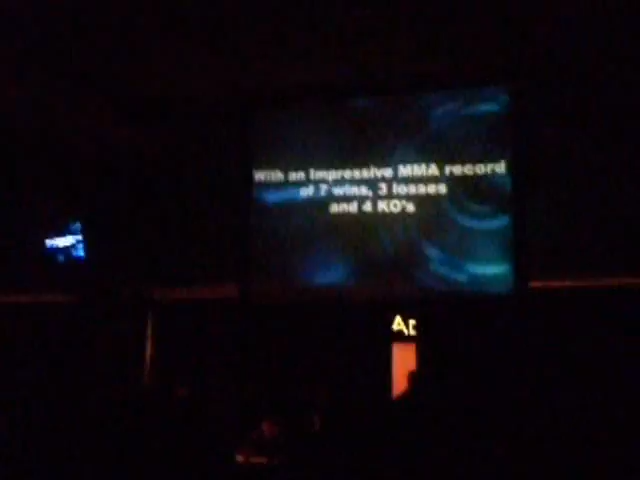 With an Impressive MMA record
of 7 wins, 3 losses
and 4 KO's